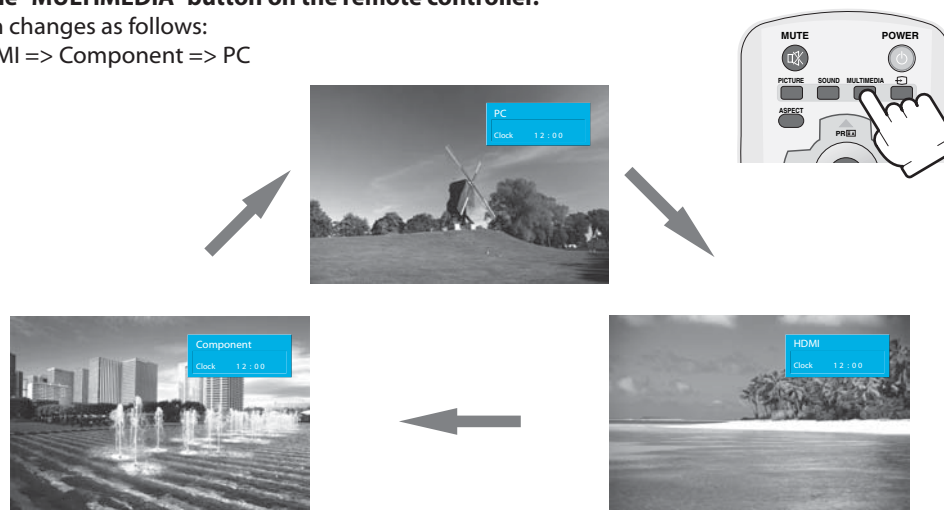 "MULTIMEDIA" button on the remote controller.
changes as follows:
=> Component => PC
MUTE
POWER
PICTURE
SOUND
MULTIMEDIA
ASPECT
PR
PC
Clock 12:00
Component
Clock 12:00
HDMI
Clock 12:00